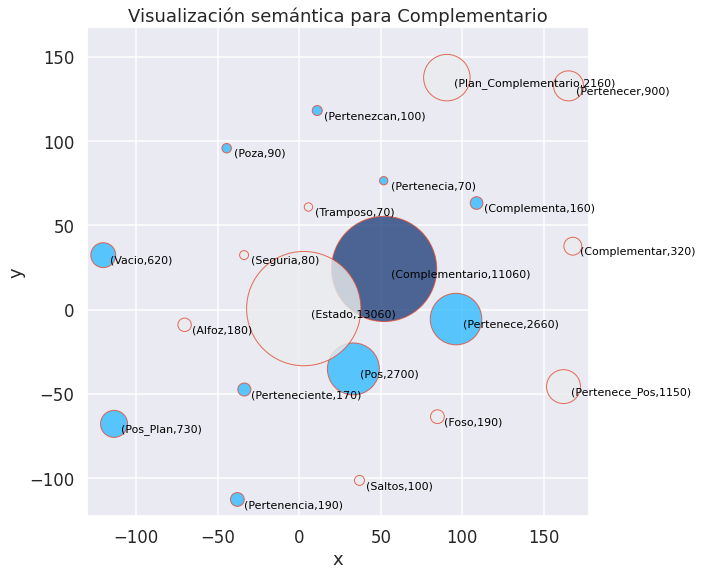 Visualización semántica para Complementario
150
100
50
0
−50
−100
y
(Plan_Complementario,2160)
(Pertenecer,900)
(Pertenezcan,100)
(Poza,90)
(Pertenecia,70)
(Complementa,160)
(Tramposo,70)
(Complementar,320)
(Vacio,620)
(Seguria,80)
(Complementario,11060)
(Estado,13060)
(Pertenece,2660)
(Alfoz,180)
(Pos,2700)
(Perteneciente,170)
(Pertenece_Pos,1150)
(Foso,190)
(Pos_Plan,730)
(Saltos,100)
(Pertenencia,190)
−100
−50
0
50
100
150
x